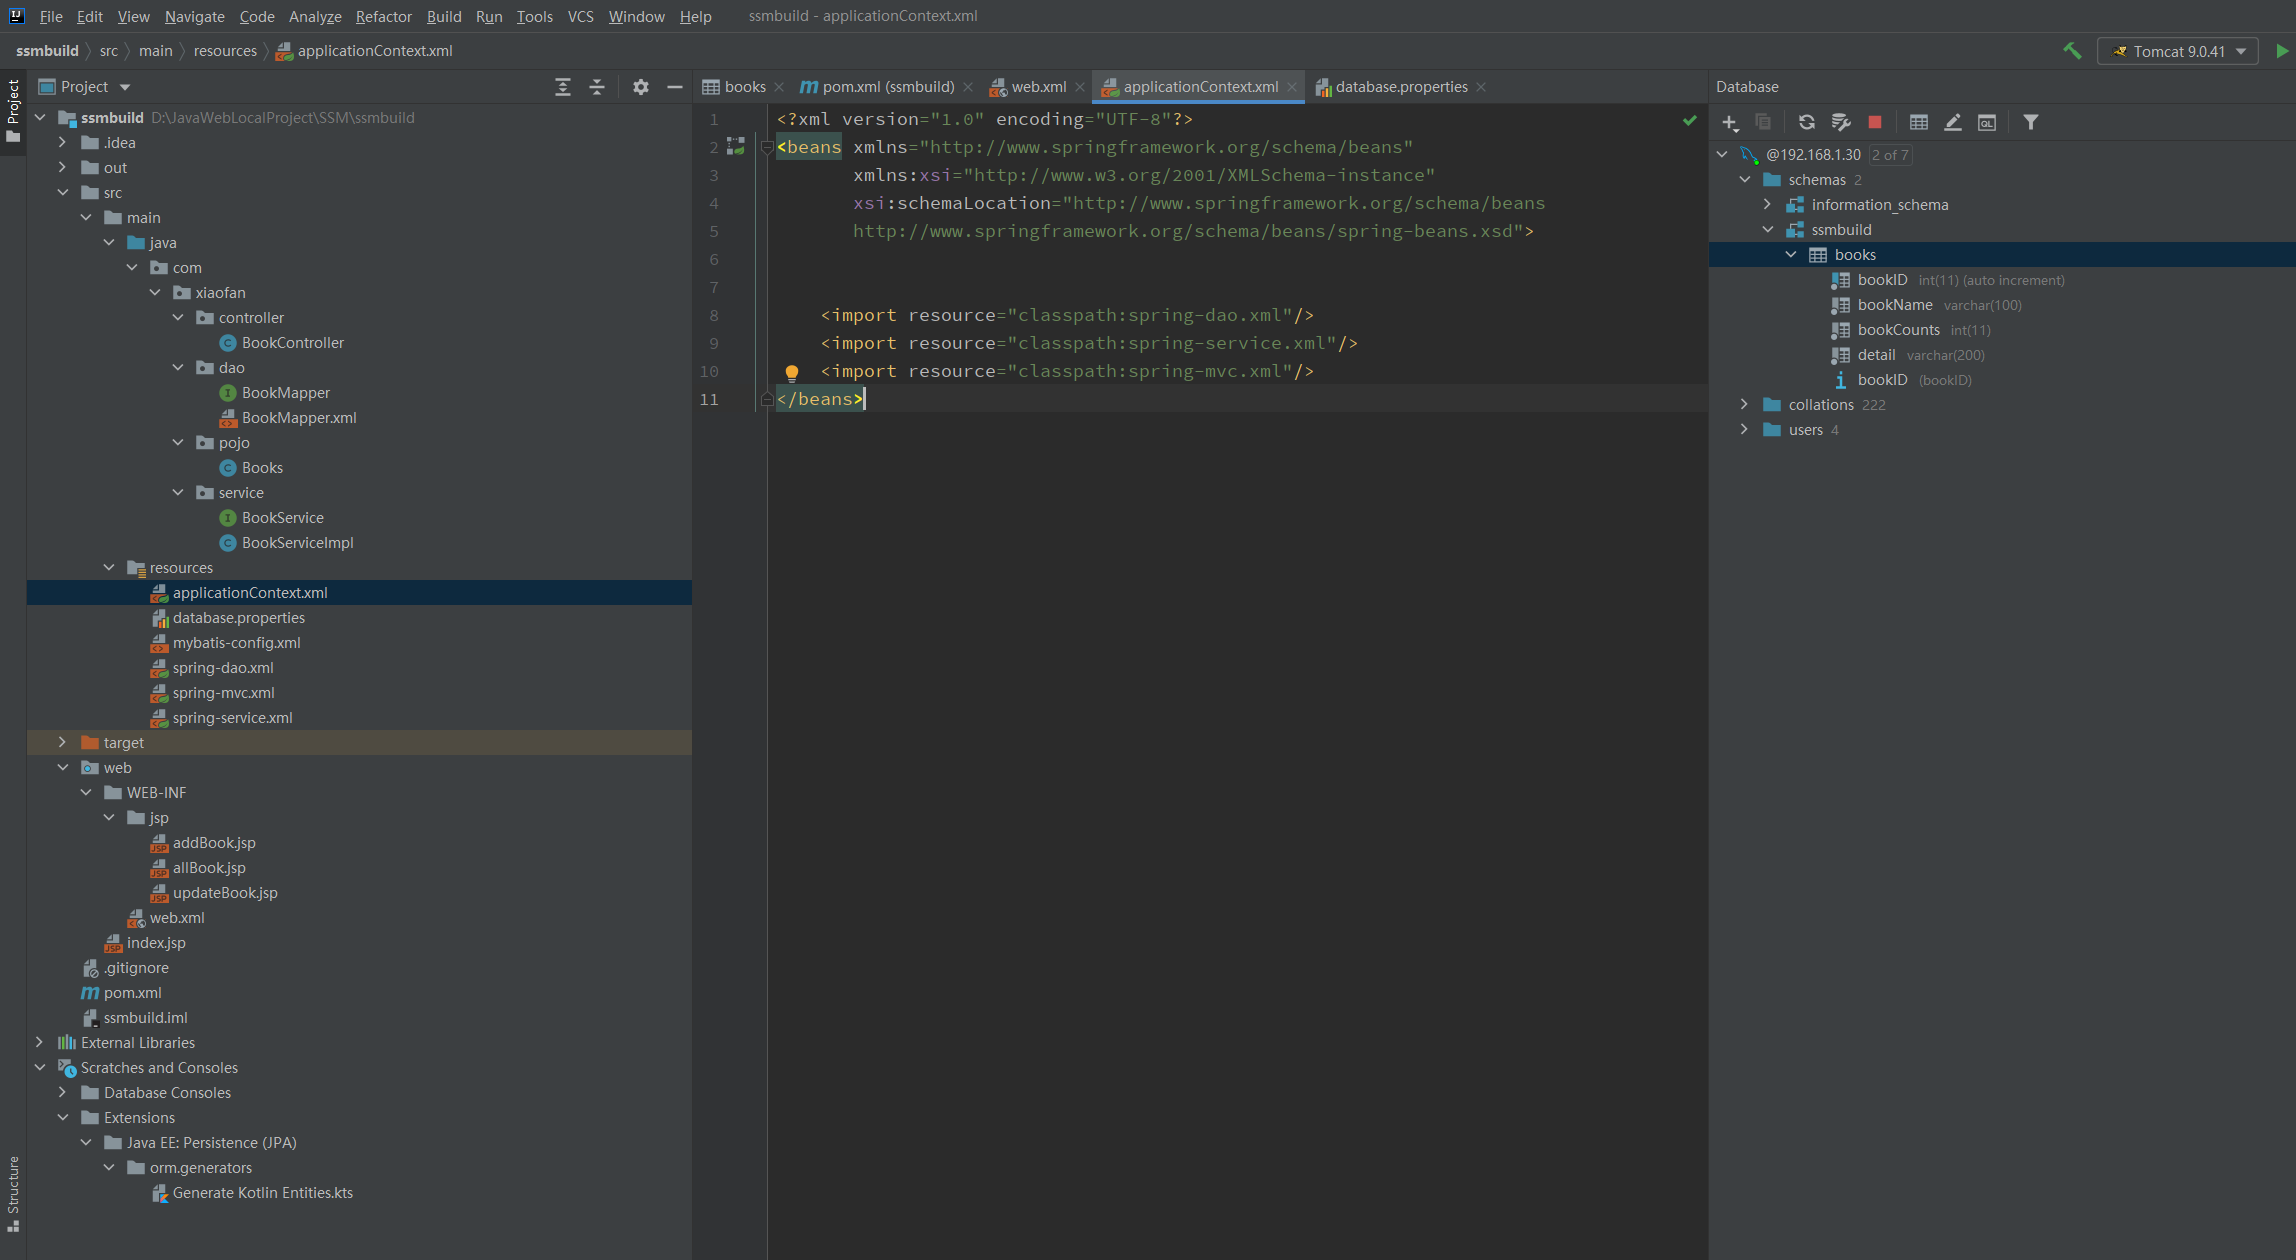 File Edit View Navigate Code Analyze Refactor Build Run Tools VCS Window Help ssmbuild - applicationContext.xml
ssmbuild src main resources applicationContext.xml
Tomcat 9.0.41
Project
Structure
Project
ssmbuild D:\JavaWebLocalProject\SSM\ssmbuild
.idea
out
src
main
java
com
xiaofan
controller
BookController
dao
BookMapper
BookMapper.xml
pojo
Books
service
BookService
BookServiceImpl
resources
applicationContext.xml
database.properties
mybatis-config.xml
spring-dao.xml
spring-mvc.xml
spring-service.xml
target
web
WEB-INF
jsp
addBook.jsp
allBook.jsp
updateBook.jsp
web.xml
index.jsp
.gitignore
pom.xml
ssmbuild.iml
External Libraries
Scratches and Consoles
Database Consoles
Extensions
Java EE: Persistence (JPA)
orm.generators
Generate Kotlin Entities.kts
books pom.xml (ssmbuild) web.xml applicationContext.xml database.properties
1 <?xml version="1.0" encoding="UTF-8"?>
2 <beans xmlns="http://www.springframework.org/schema/beans"
3 xmlns:xsi="http://www.w3.org/2001/XMLSchema-instance"
4 xsi:schemaLocation="http://www.springframework.org/schema/beans
5 http://www.springframework.org/schema/beans/spring-beans.xsd">
6
7
8 <import resource="classpath:spring-dao.xml"/>
9 <import resource="classpath:spring-service.xml"/>
10 <import resource="classpath:spring-mvc.xml"/>
11 </beans>
Database
@192.168.1.30 2 of 7
schemas 2
information_schema
ssmbuild
books
bookID int(11) (auto increment)
bookName varchar(100)
bookCounts int(11)
detail varchar(200)
bookID (bookID)
collations 222
users 4